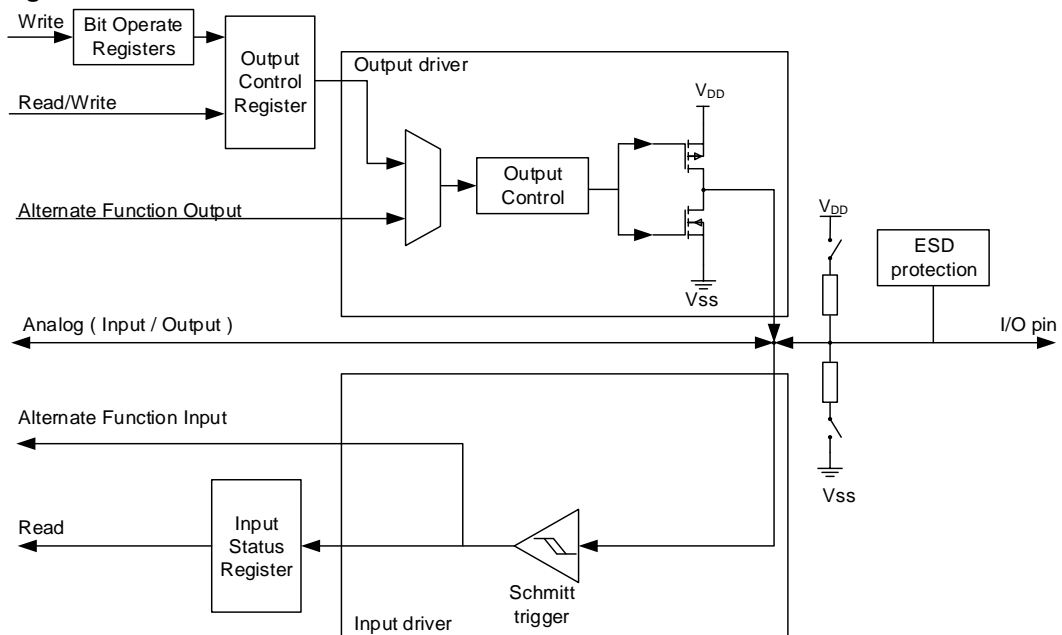 Write
Bit Operate
Registers
Output
Control
Register
Read/Write
Output driver
VDD
Output
Control
Alternate Function Output
Vss
VDD
ESD
protection
Analog ( Input / Output )
I/O pin
Alternate Function Input
Vss
Read
Input
Status
Register
Schmitt
trigger
Input driver